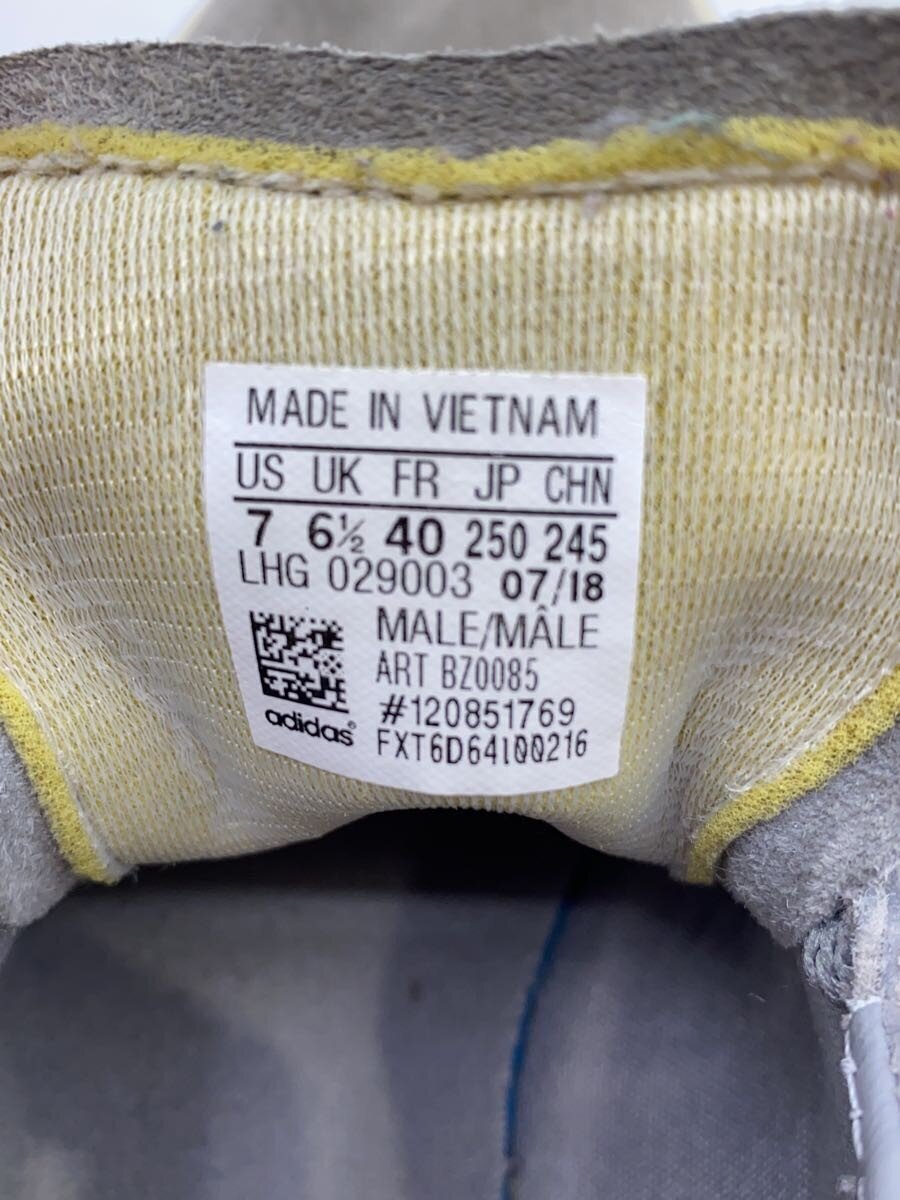 MADE IN VIETNAM
US UK FR JP CHN
7 6½ 40 250 245
LHG 029003 07/18
MALE/MÂLE
ART BZ0085
#120851769
FXT6D64100216
adidas®